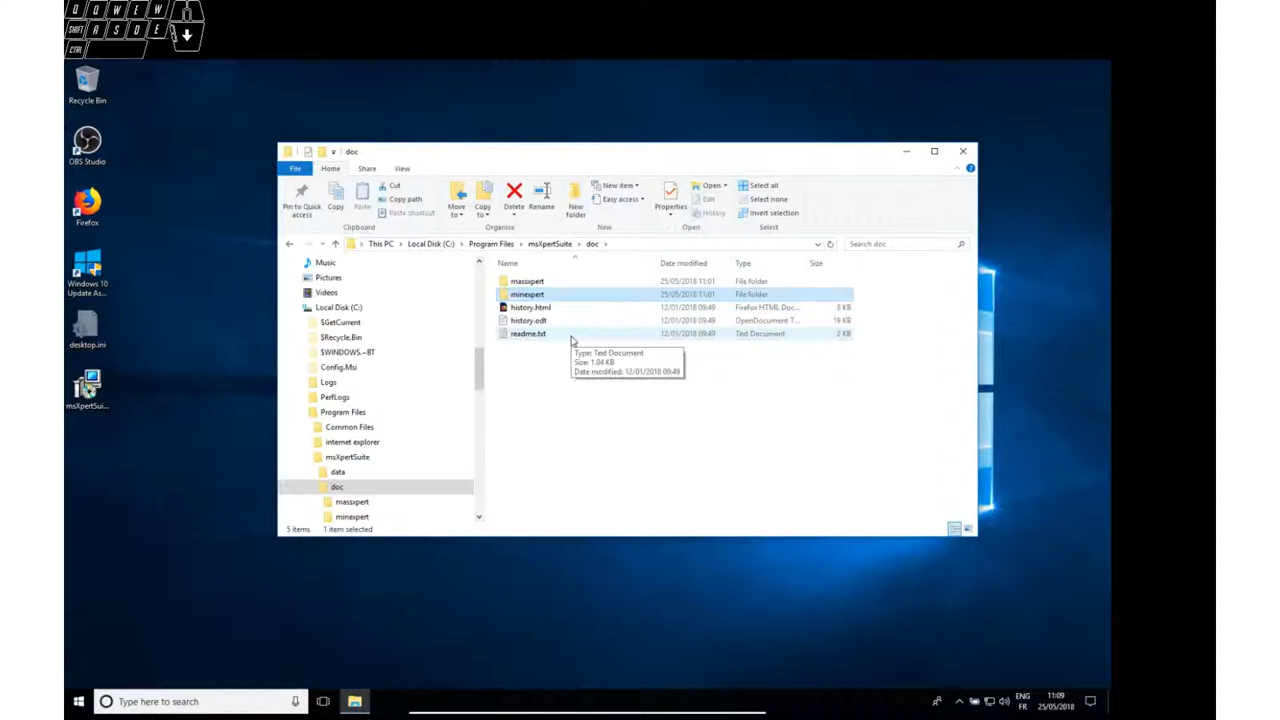 Q Q W E W
SHIFT A S D E
CTRL
Recycle Bin
OBS Studio
Firefox
Windows 10
Update As...
desktop.ini
msXpertSui...
doc
File Home Share View
Pin to Quick
access
Copy
Paste
Cut
Copy path
Paste shortcut
Clipboard
Move
to
Copy
to
Delete
Rename
Organise
New
folder
New item
Easy access
New
Properties
Open
Edit
History
Open
Select all
Select none
Invert selection
Select
This PC > Local Disk (C:) > Program Files > msXpertSuite > doc >
Search doc
Music
Pictures
Videos
Local Disk (C:)
$GetCurrent
$Recycle.Bin
$WINDOWS.~BT
Config.Msi
Logs
PerfLogs
Program Files
Common Files
internet explorer
msXpertSuite
data
doc
massxpert
minexpert
Name Date modified Type Size
massxpert 25/05/2018 11:01 File folder
minexpert 25/05/2018 11:01 File folder
history.html 12/01/2018 09:49 Firefox HTML Doc... 8 KB
history.odt 12/01/2018 09:49 OpenDocument T... 19 KB
readme.txt 12/01/2018 09:49 Text Document 2 KB
Type: Text Document
Size: 1.04 KB
Date modified: 12/01/2018 09:49
5 items 1 item selected
Type here to search
ENG
FR
11:09
25/05/2018